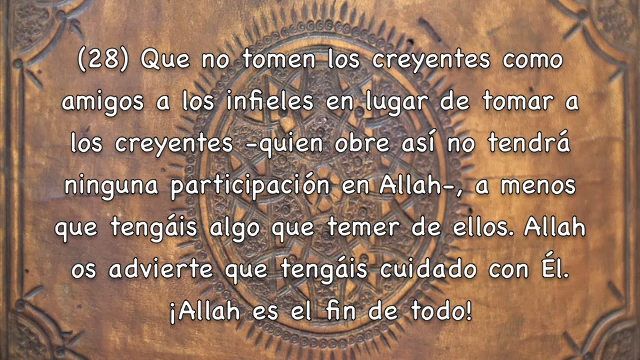 (28) Que no tomen los creyentes como
amigos a los infieles en lugar de tomar a
los creyentes -quien obre así no tendrá
ninguna participación en Allah-, a menos
que tengáis algo que temer de ellos. Allah
os advierte que tengáis cuidado con Él.
¡Allah es el fin de todo!